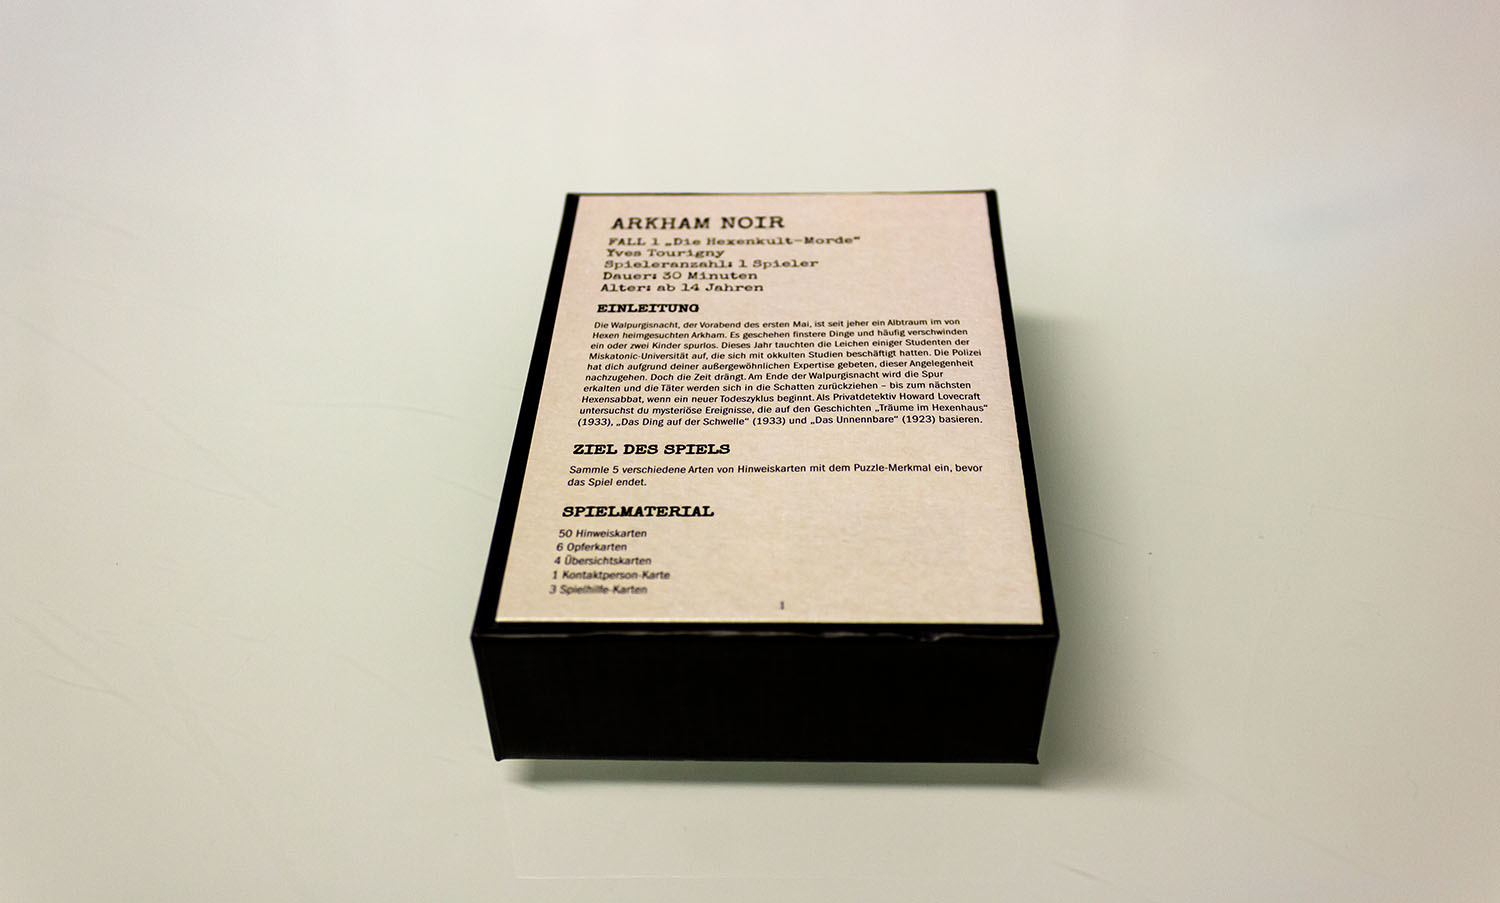 ARKHAM NOIR
FALL 1 „Die Hexenkult-Morde“
Yves Tourigny
Spieleranzahl: 1 Spieler
Dauer: 30 Minuten
Alter: ab 14 Jahren
EINLEITUNG
Die Walpurgisnacht, der Vorabend des ersten Mai, ist seit jeher ein Albtraum im von
Hexen heimgesuchten Arkham. Es geschehen finstere Dinge und häufig verschwinden
ein oder zwei Kinder spurlos. Dieses Jahr tauchten die Leichen einiger Studenten der
Miskatonic-Universität auf, die sich mit okkulten Studien beschäftigt hatten. Die Polizei
hat dich aufgrund deiner außergewöhnlichen Expertise gebeten, dieser Angelegenheit
nachzugehen. Doch die Zeit drängt. Am Ende der Walpurgisnacht wird die Spur
erkalten und die Täter werden sich in die Schatten zurückziehen – bis zum nächsten
Hexensabbat, wenn ein neuer Todeszyklus beginnt. Als Privatdetektiv Howard Lovecraft
untersuchst du mysteriöse Ereignisse, die auf den Geschichten „Träume im Hexenhaus“
(1933), „Das Ding auf der Schwelle“ (1933) und „Das Unnennbare“ (1923) basieren.
ZIEL DES SPIELS
Sammle 5 verschiedene Arten von Hinweiskarten mit dem Puzzle-Merkmal ein, bevor
das Spiel endet.
SPIELMATERIAL
50 Hinweiskarten
6 Opferkarten
4 Übersichtskarten
1 Kontaktperson-Karte
3 Spielhilfe-Karten
1